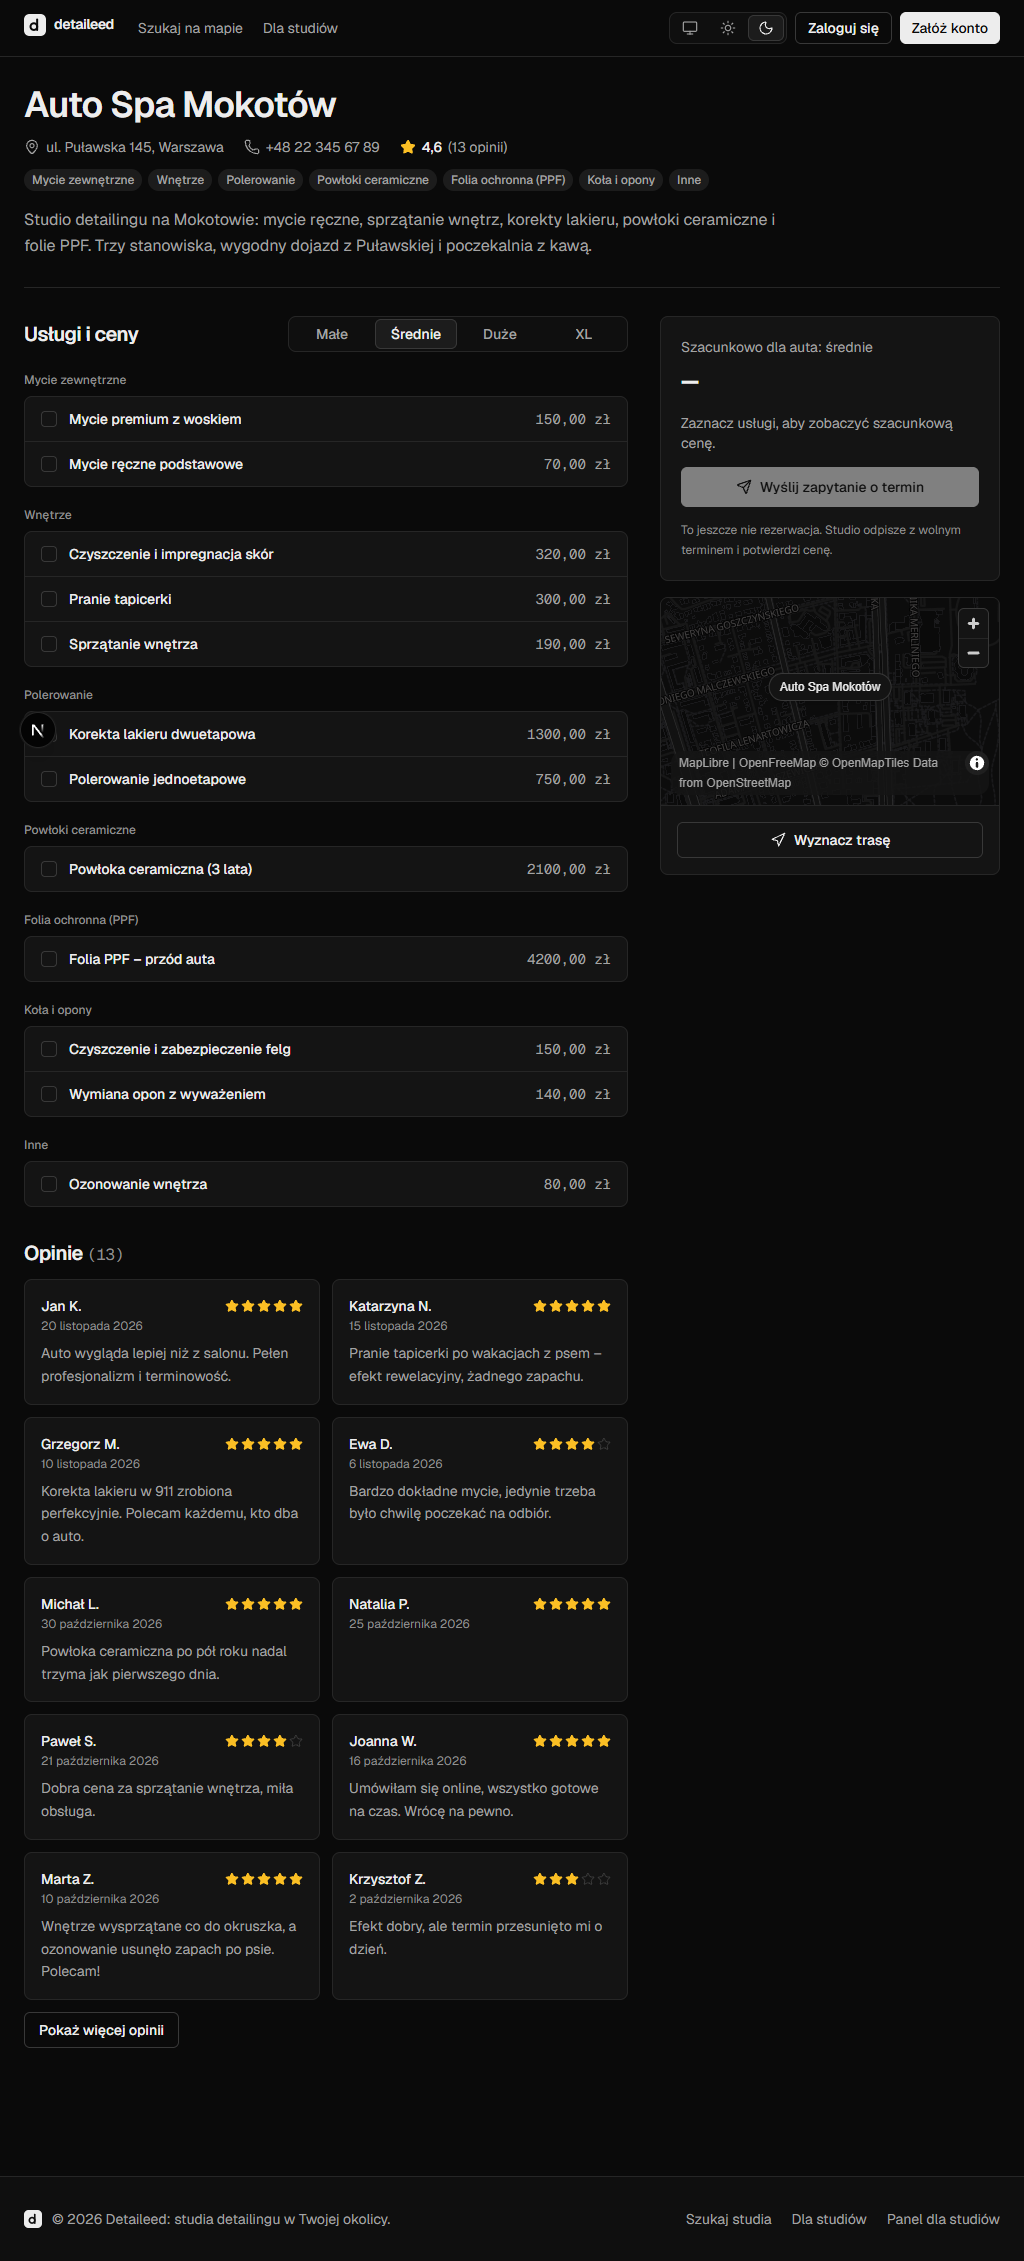 d detaileed
Szukaj na mapie
Dla studiów
Zaloguj się
Załóż konto
Auto Spa Mokotów
ul. Puławska 145, Warszawa
+48 22 345 67 89
4,6 (13 opinii)
Mycie zewnętrzne
Wnętrze
Polerowanie
Powłoki ceramiczne
Folia ochronna (PPF)
Koła i opony
Inne
Studio detailingu na Mokotowie: mycie ręczne, sprzątanie wnętrz, korekty lakieru, powłoki ceramiczne i
folie PPF. Trzy stanowiska, wygodny dojazd z Puławskiej i poczekalnia z kawą.
Usługi i ceny
Małe
Średnie
Duże
XL
Mycie zewnętrzne
Mycie premium z woskiem 150,00 zł
Mycie ręczne podstawowe 70,00 zł
Wnętrze
Czyszczenie i impregnacja skór 320,00 zł
Pranie tapicerki 300,00 zł
Sprzątanie wnętrza 190,00 zł
Polerowanie
N
Korekta lakieru dwuetapowa 1300,00 zł
Polerowanie jednoetapowe 750,00 zł
Powłoki ceramiczne
Powłoka ceramiczna (3 lata) 2100,00 zł
Folia ochronna (PPF)
Folia PPF – przód auta 4200,00 zł
Koła i opony
Czyszczenie i zabezpieczenie felg 150,00 zł
Wymiana opon z wyważeniem 140,00 zł
Inne
Ozonowanie wnętrza 80,00 zł
Szacunkowo dla auta: średnie
—
Zaznacz usługi, aby zobaczyć szacunkową
cenę.
Wyślij zapytanie o termin
To jeszcze nie rezerwacja. Studio odpisze z wolnym
terminem i potwierdzi cenę.
SEWERYNA GOSZCZYŃSKIEGO
ONIEGO MALCZEWSKIEGO
OFILA LENARTOWICZA
IKA MERLINIEGO
KA
Auto Spa Mokotów
MapLibre | OpenFreeMap © OpenMapTiles Data
from OpenStreetMap
Wyznacz trasę
Opinie (13)
Jan K.
20 listopada 2026
Auto wygląda lepiej niż z salonu. Pełen
profesjonalizm i terminowość.
Katarzyna N.
15 listopada 2026
Pranie tapicerki po wakacjach z psem –
efekt rewelacyjny, żadnego zapachu.
Grzegorz M.
10 listopada 2026
Korekta lakieru w 911 zrobiona
perfekcyjnie. Polecam każdemu, kto dba
o auto.
Ewa D.
6 listopada 2026
Bardzo dokładne mycie, jedynie trzeba
było chwilę poczekać na odbiór.
Michał L.
30 października 2026
Powłoka ceramiczna po pół roku nadal
trzyma jak pierwszego dnia.
Natalia P.
25 października 2026
Paweł S.
21 października 2026
Dobra cena za sprzątanie wnętrza, miła
obsługa.
Joanna W.
16 października 2026
Umówiłam się online, wszystko gotowe
na czas. Wrócę na pewno.
Marta Z.
10 października 2026
Wnętrze wysprzątane co do okruszka, a
ozonowanie usunęło zapach po psie.
Polecam!
Krzysztof Z.
2 października 2026
Efekt dobry, ale termin przesunięto mi o
dzień.
Pokaż więcej opinii
d © 2026 Detaileed: studia detailingu w Twojej okolicy.
Szukaj studia
Dla studiów
Panel dla studiów